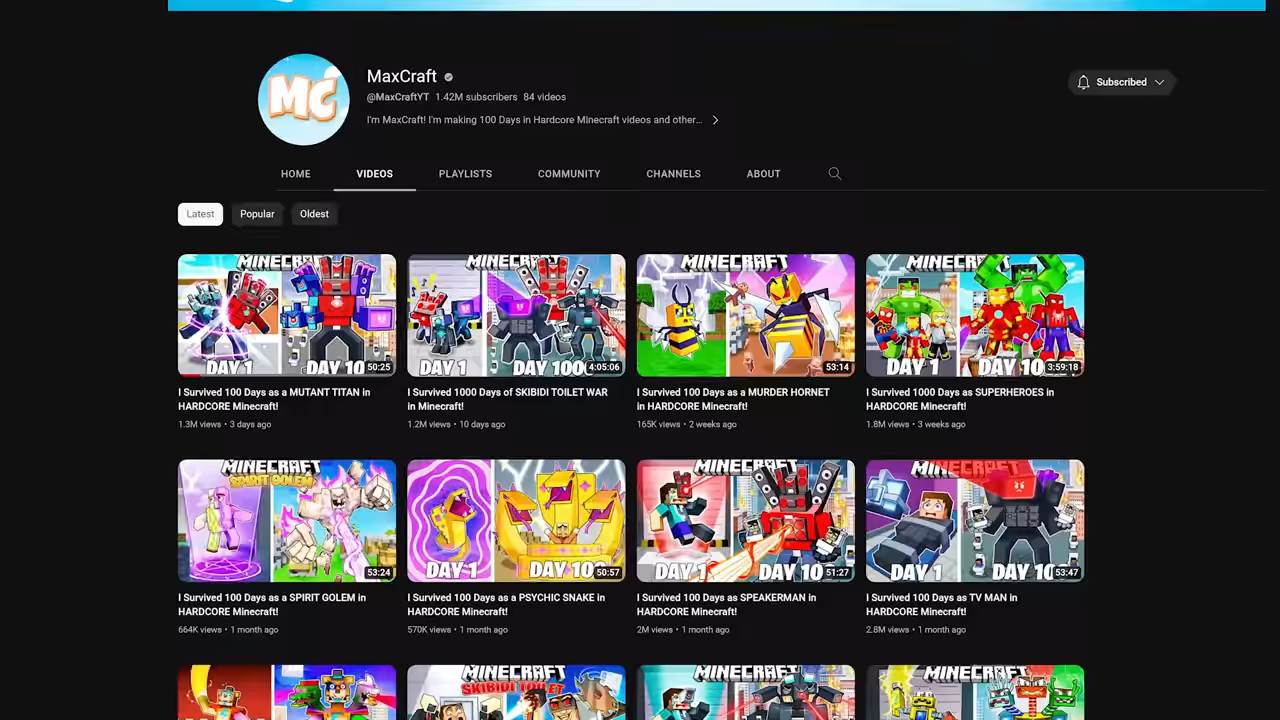 MC
MaxCraft
@MaxCraftYT 1.42M subscribers 84 videos
I'm MaxCraft! I'm making 100 Days in Hardcore Minecraft videos and other...
Subscribed
HOME VIDEOS PLAYLISTS COMMUNITY CHANNELS ABOUT
Latest Popular Oldest
MINECRAFT
DAY 1 DAY 100 50:25
MINECRAFT
DAY 1 DAY 1000 4:05:06
MINECRAFT
53:14
MINECRAFT
DAY 1 DAY 10 3:59:18
I Survived 100 Days as a MUTANT TITAN in
HARDCORE Minecraft!
1.3M views • 3 days ago
I Survived 1000 Days of SKIBIDI TOILET WAR
in Minecraft!
1.2M views • 10 days ago
I Survived 100 Days as a MURDER HORNET
in HARDCORE Minecraft!
165K views • 2 weeks ago
I Survived 1000 Days as SUPERHEROES in
HARDCORE Minecraft!
1.8M views • 3 weeks ago
MINECRAFT
SPIRIT GOLEM
53:24
DAY 1 DAY 100 50:57
MINECRAFT
DAY 1 DAY 10 51:27
MINECRAFT
DAY 1 DAY 10 53:47
I Survived 100 Days as a SPIRIT GOLEM in
HARDCORE Minecraft!
664K views • 1 month ago
I Survived 100 Days as a PSYCHIC SNAKE in
HARDCORE Minecraft!
570K views • 1 month ago
I Survived 100 Days as SPEAKERMAN in
HARDCORE Minecraft!
2M views • 1 month ago
I Survived 100 Days as TV MAN in
HARDCORE Minecraft!
2.8M views • 1 month ago
MINECRAFT
SKIBIDI TOILET
MINECRAFT
MINECRAFT